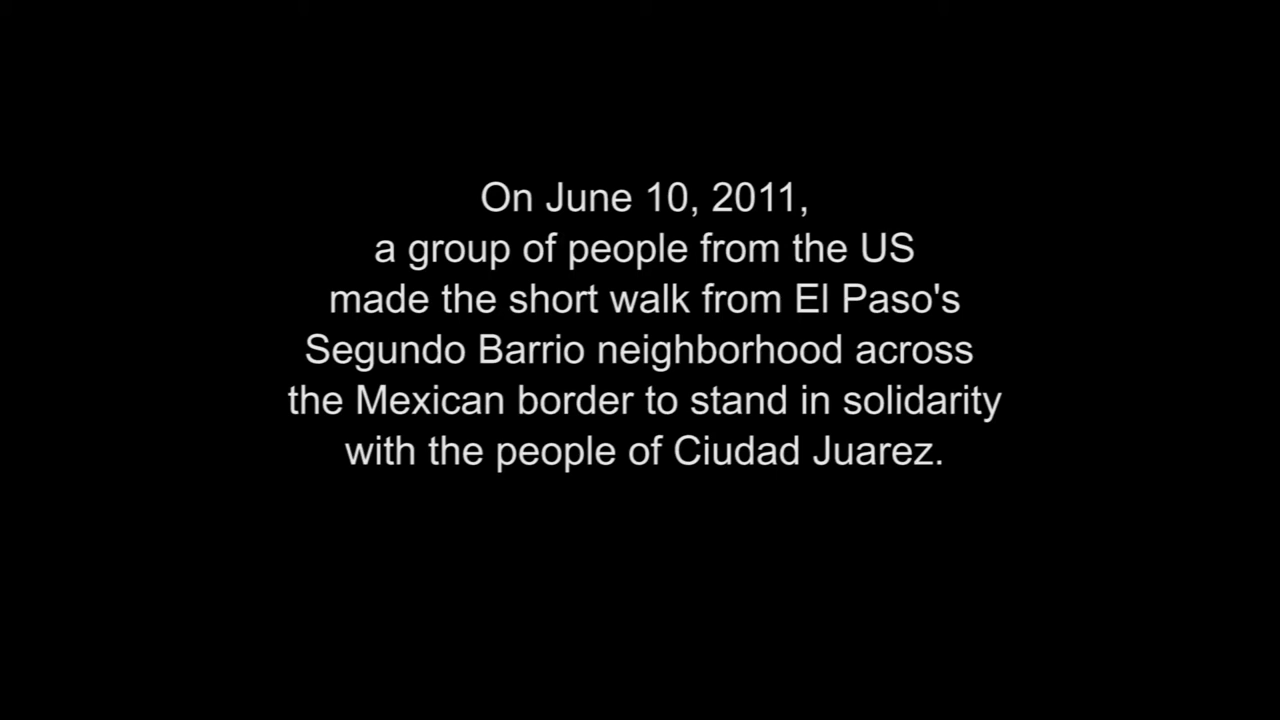 On June 10, 2011,
a group of people from the US
made the short walk from El Paso's
Segundo Barrio neighborhood across
the Mexican border to stand in solidarity
with the people of Ciudad Juarez.